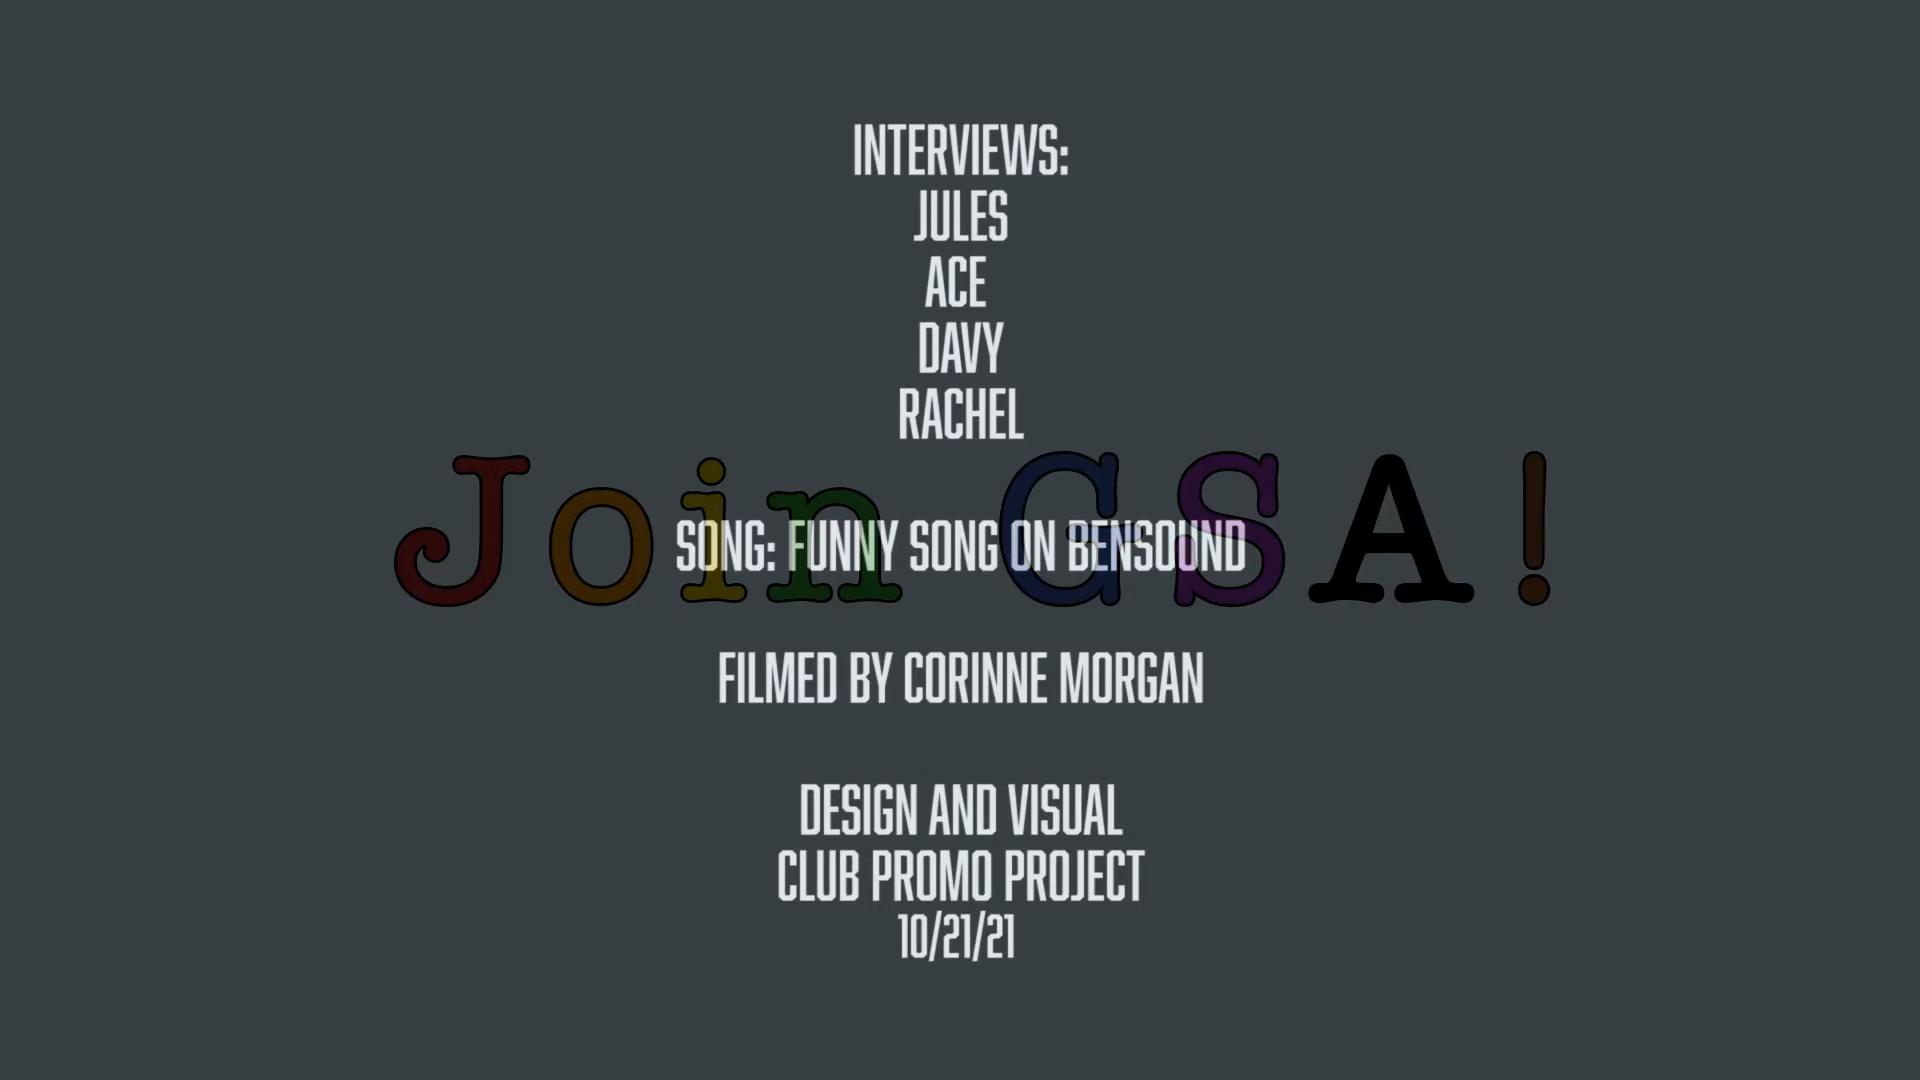 INTERVIEWS:
JULES
ACE
DAVY
RACHEL
Join GSA!
SONG: FUNNY SONG ON BENSOUND
FILMED BY CORINNE MORGAN
DESIGN AND VISUAL
CLUB PROMO PROJECT
10/21/21